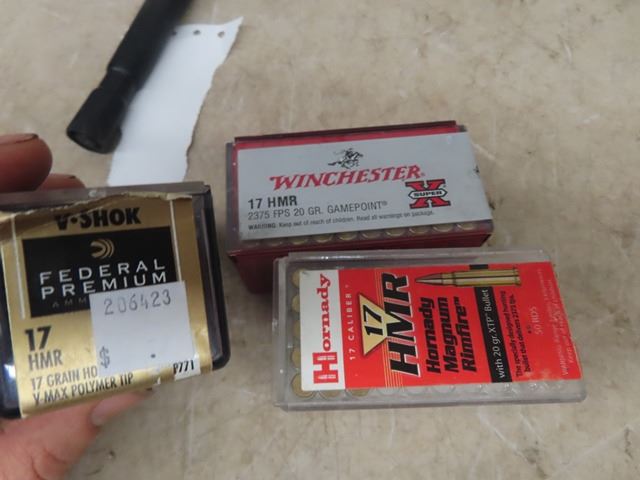 V·SHOK
FEDERAL
PREMIUM
206423
17
HMR
$
17 GRAIN HO
P771
V-MAX POLYMER TIP
WINCHESTER
17 HMR
SUPER X
2375 FPS 20 GR. GAMEPOINT
WARNING: Keep out of reach of children. Read all warnings on package.
Hornady
17 CALIBER
17
HMR
Hornady
Magnum
Rimfire™
with 20 gr. XTP® Bullet
50 RDS